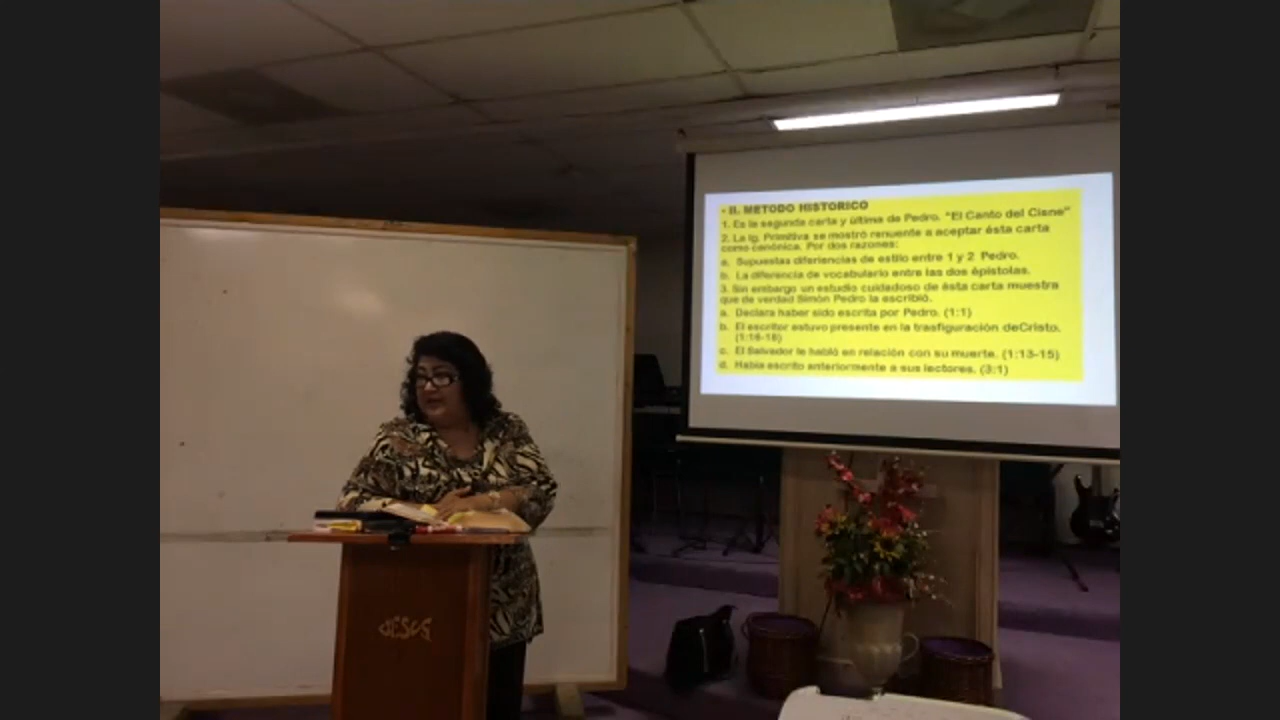 - II. METODO HISTORICO
1. Es la segunda carta y última de Pedro. "El Canto del Cisne"
2. La Ig. Primitiva se mostró renuente a aceptar ésta carta
como canónica. Por dos razones:
a. Supuestas diferiencias de estilo entre 1 y 2 Pedro.
b. La diferencia de vocabulario entre las dos épistolas.
3. Sin embargo un estudio cuidadoso de ésta carta muestra
que de verdad Simón Pedro la escribió.
a. Declara haber sido escrita por Pedro. (1:1)
b. El escritor estuvo presente en la trasfiguración deCristo.
(1:16-18)
c. El Salvador le habló en relación con su muerte. (1:13-15)
d. Había escrito anteriormente a sus lectores. (3:1)
JESUS